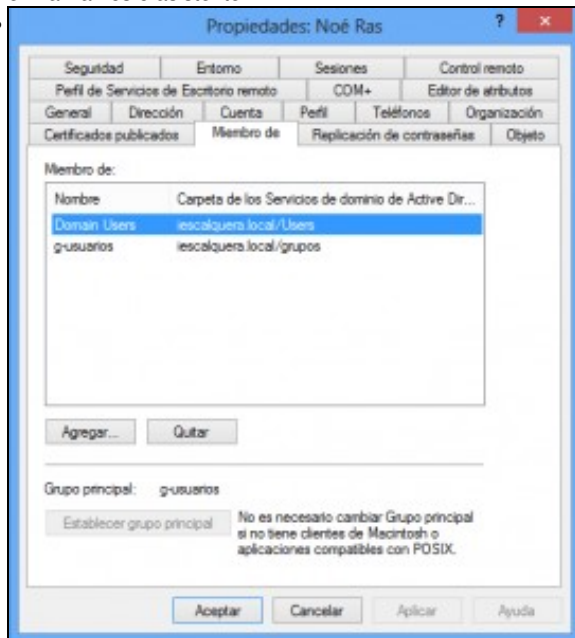 Propiedades: Noé Ras
?
Seguridad Entorno Sesiones Control remoto
Perfil de Servicios de Escritorio remoto COM+ Editor de atributos
General Dirección Cuenta Perfil Teléfonos Organización
Certificados publicados Miembro de Replicación de contraseñas Objeto
Miembro de:
Nombre Carpeta de los Servicios de dominio de Active Dir...
Domain Users iescalquera.local/Users
g-usuarios iescalquera.local/grupos
Agregar... Quitar
Grupo principal: g-usuarios
Establecer grupo principal
No es necesario cambiar Grupo principal
si no tiene clientes de Macintosh o
aplicaciones compatibles con POSIX.
Aceptar Cancelar Aplicar Ayuda